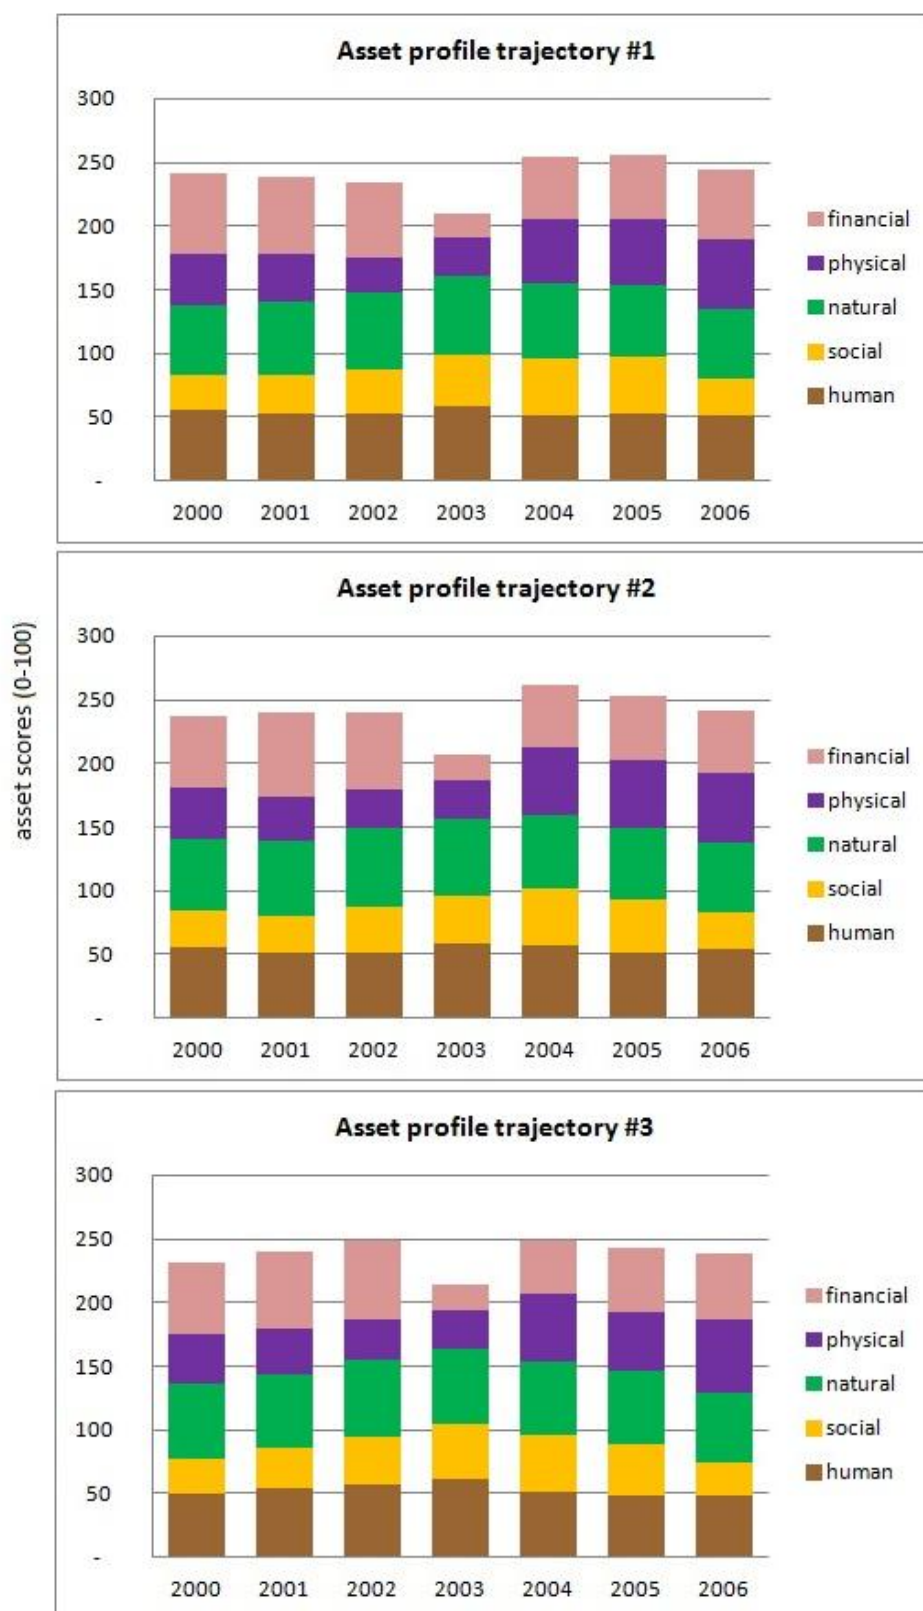 Asset profile trajectory #1
300
250
200
150
100
50
-
2000 2001 2002 2003 2004 2005 2006
financial
physical
natural
social
human
asset scores (0-100)
Asset profile trajectory #2
300
250
200
150
100
50
-
2000 2001 2002 2003 2004 2005 2006
financial
physical
natural
social
human
Asset profile trajectory #3
300
250
200
150
100
50
-
2000 2001 2002 2003 2004 2005 2006
financial
physical
natural
social
human